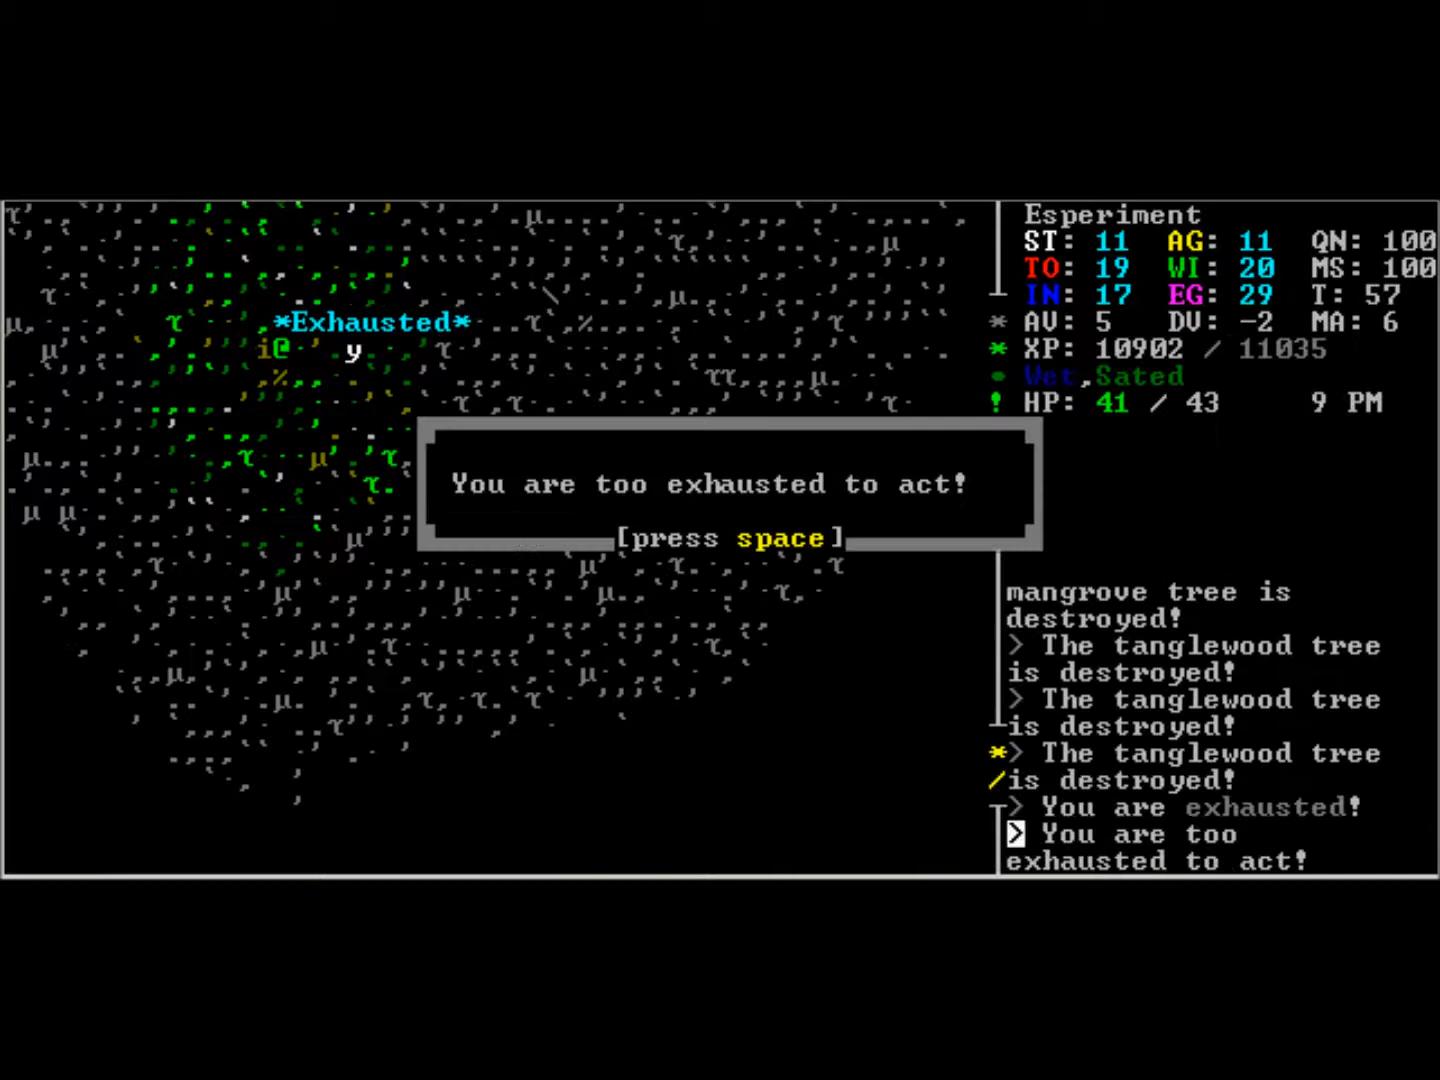 Esperiment
ST: 11 AG: 11 QN: 100
TO: 19 WI: 20 MS: 100
IN: 17 EG: 29 T: 57
*Exhausted*
* AV: 5 DV: -2 MA: 6
i@ y
* XP: 10902 / 11035
Wet,Sated
! HP: 41 / 43 9 PM
You are too exhausted to act!
[press space]
mangrove tree is
destroyed!
> The tanglewood tree
is destroyed!
> The tanglewood tree
is destroyed!
*> The tanglewood tree
/is destroyed!
> You are exhausted!
> You are too
exhausted to act!